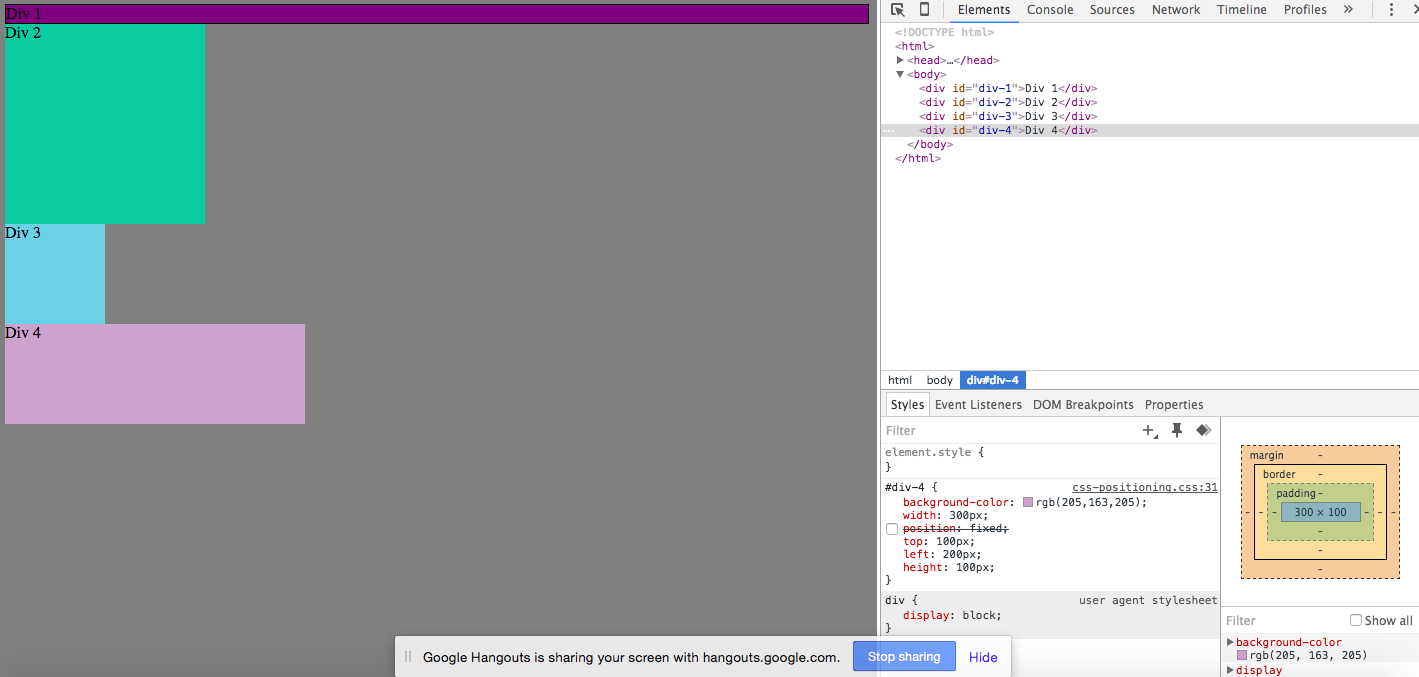 Div 1
Div 2
Div 3
Div 4
Elements Console Sources Network Timeline Profiles »
<!DOCTYPE html>
<html>
<head>…</head>
<body>
<div id="div-1">Div 1</div>
<div id="div-2">Div 2</div>
<div id="div-3">Div 3</div>
<div id="div-4">Div 4</div>
</body>
</html>
html body div#div-4
Styles Event Listeners DOM Breakpoints Properties
Filter
element.style {
}
#div-4 { css-positioning.css:31
background-color: rgb(205,163,205);
width: 300px;
position: fixed;
top: 100px;
left: 200px;
height: 100px;
}
div { user agent stylesheet
display: block;
}
margin -
border -
padding -
- - - 300 × 100 - - -
-
-
-
Filter Show all
background-color
rgb(205, 163, 205)
display
Google Hangouts is sharing your screen with hangouts.google.com. Stop sharing Hide